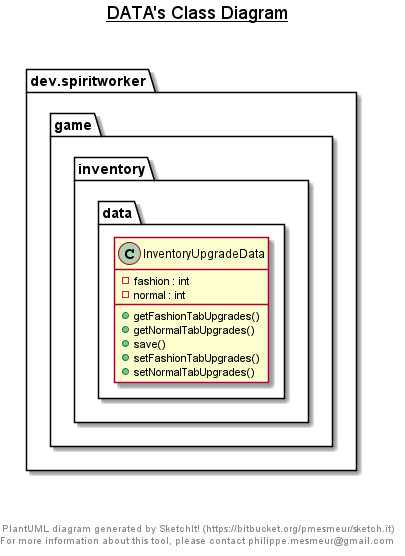 DATA's Class Diagram
dev.spiritworker
game
inventory
data
C InventoryUpgradeData
fashion : int
normal : int
getFashionTabUpgrades()
getNormalTabUpgrades()
save()
setFashionTabUpgrades()
setNormalTabUpgrades()
PlantUML diagram generated by SketchIt! (https://bitbucket.org/pmesmeur/sketch.it)
For more information about this tool, please contact philippe.mesmeur@gmail.com